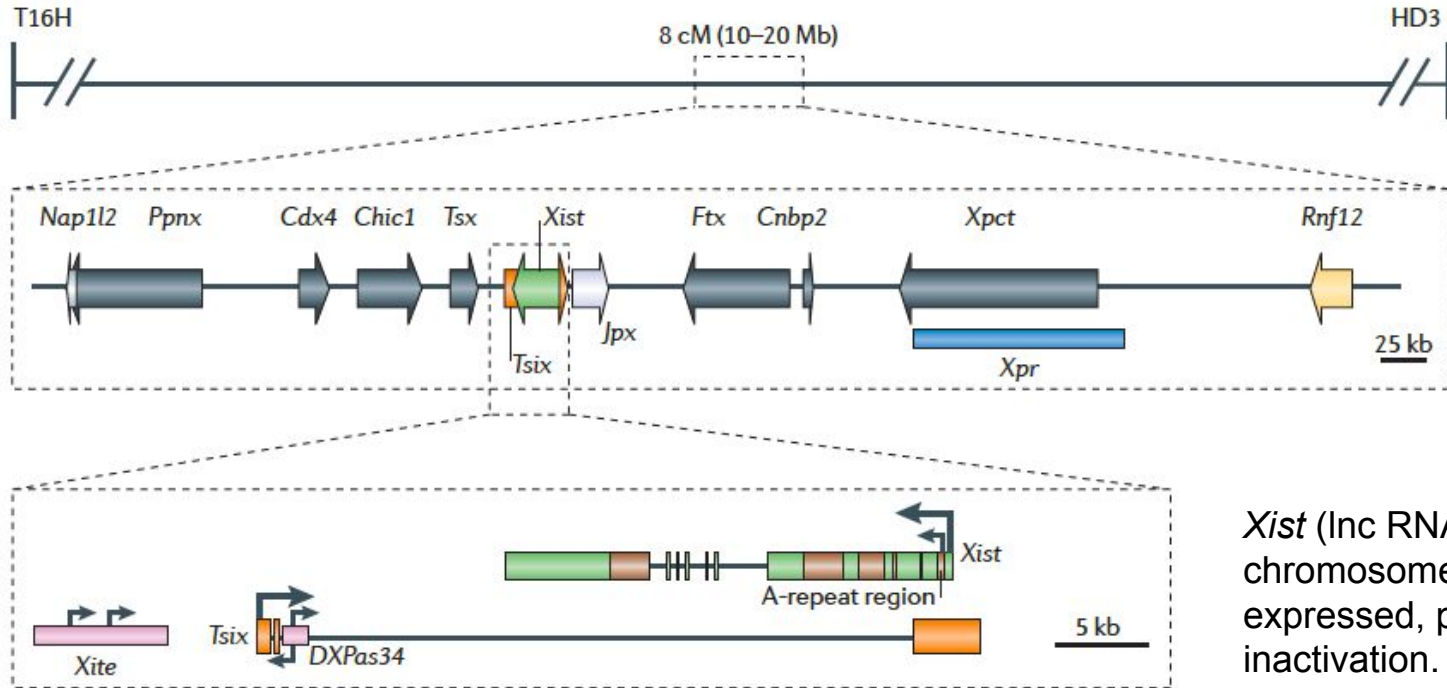 T16H
HD3
8 cM (10–20 Mb)
Nap1l2 Ppnx Cdx4 Chic1 Tsx Xist Ftx Cnbp2 Xpct Rnf12
Jpx
Tsix
Xpr
25 kb
Xist
A-repeat region
Tsix
DXPas34
Xite
5 kb
Xist (lnc RNA
chromosome
expressed, p
inactivation.